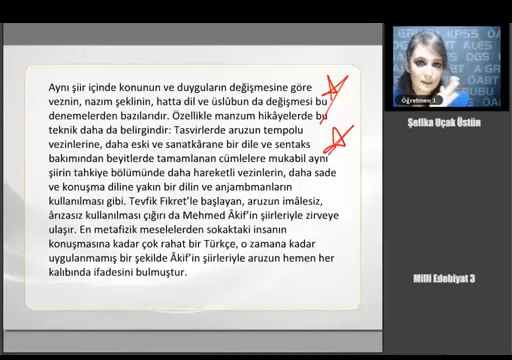 Aynı şiir içinde konunun ve duyguların değişmesine göre
veznin, nazım şeklinin, hatta dil ve üslûbun da değişmesi bu
denemelerden bazılarıdır. Özellikle manzum hikâyelerde bu
teknik daha da belirgindir: Tasvirlerde aruzun tempolu
vezinlerine, daha eski ve sanatkârane bir dile ve sentaks
bakımından beyitlerde tamamlanan cümlelere mukabil aynı
şiirin tahkiye bölümünde daha hareketli vezinlerin, daha sade
ve konuşma diline yakın bir dilin ve anjambmanların
kullanılması gibi. Tevfik Fikret'le başlayan, aruzun imâlesiz,
ârızasız kullanılması çığırı da Mehmed Âkif'in şiirleriyle zirveye
ulaşır. En metafizik meselelerden sokaktaki insanın
konuşmasına kadar çok rahat bir Türkçe, o zamana kadar
uygulanmamış bir şekilde Âkif'in şiirleriyle aruzun hemen her
kalıbında ifadesini bulmuştur.
KPSS
ALES
DGS
ÖABT
Öğretmen 1
Şefika Uçak Üstün
Milli Edebiyat 3